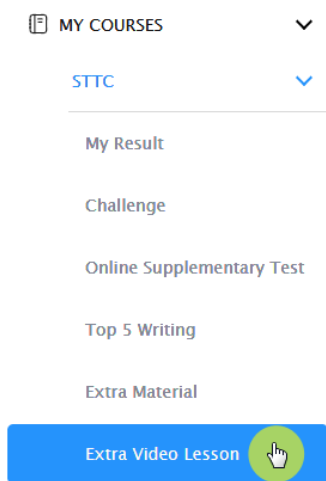 MY COURSES
STTC
My Result
Challenge
Online Supplementary Test
Top 5 Writing
Extra Material
Extra Video Lesson